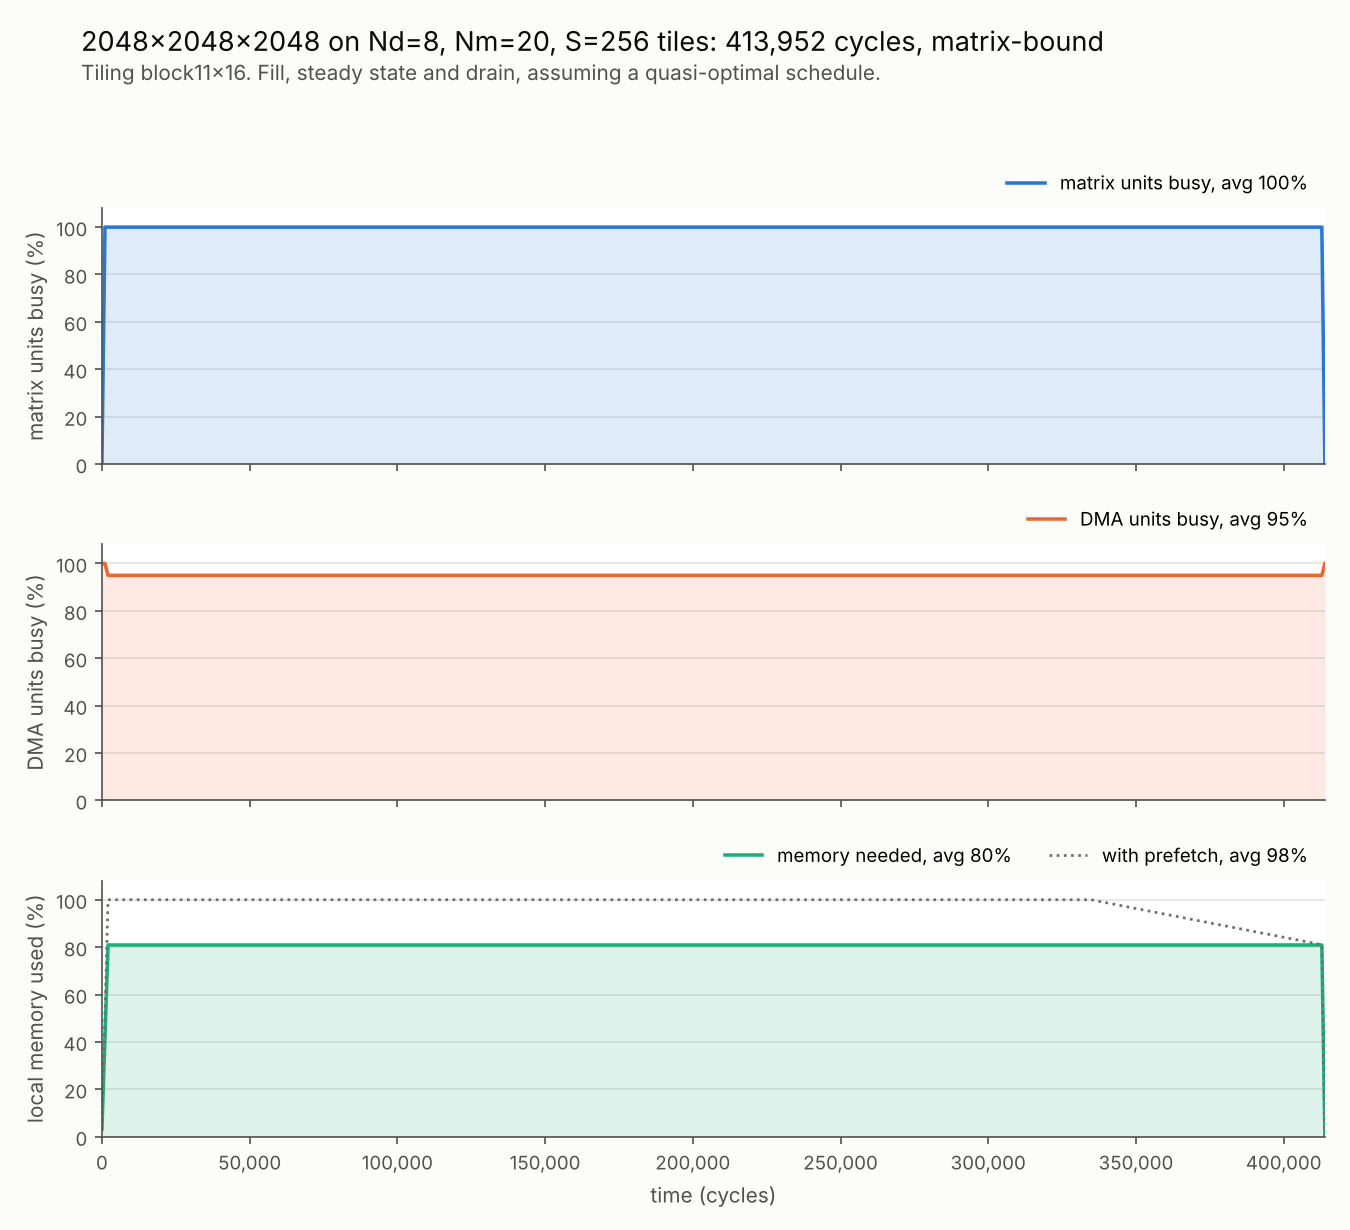 2048×2048×2048 on Nd=8, Nm=20, S=256 tiles: 413,952 cycles, matrix-bound
Tiling block11×16. Fill, steady state and drain, assuming a quasi-optimal schedule.
matrix units busy, avg 100%
matrix units busy (%)
100
80
60
40
20
0
DMA units busy, avg 95%
DMA units busy (%)
100
80
60
40
20
0
memory needed, avg 80%
with prefetch, avg 98%
local memory used (%)
100
80
60
40
20
0
0
50,000
100,000
150,000
200,000
250,000
300,000
350,000
400,000
time (cycles)